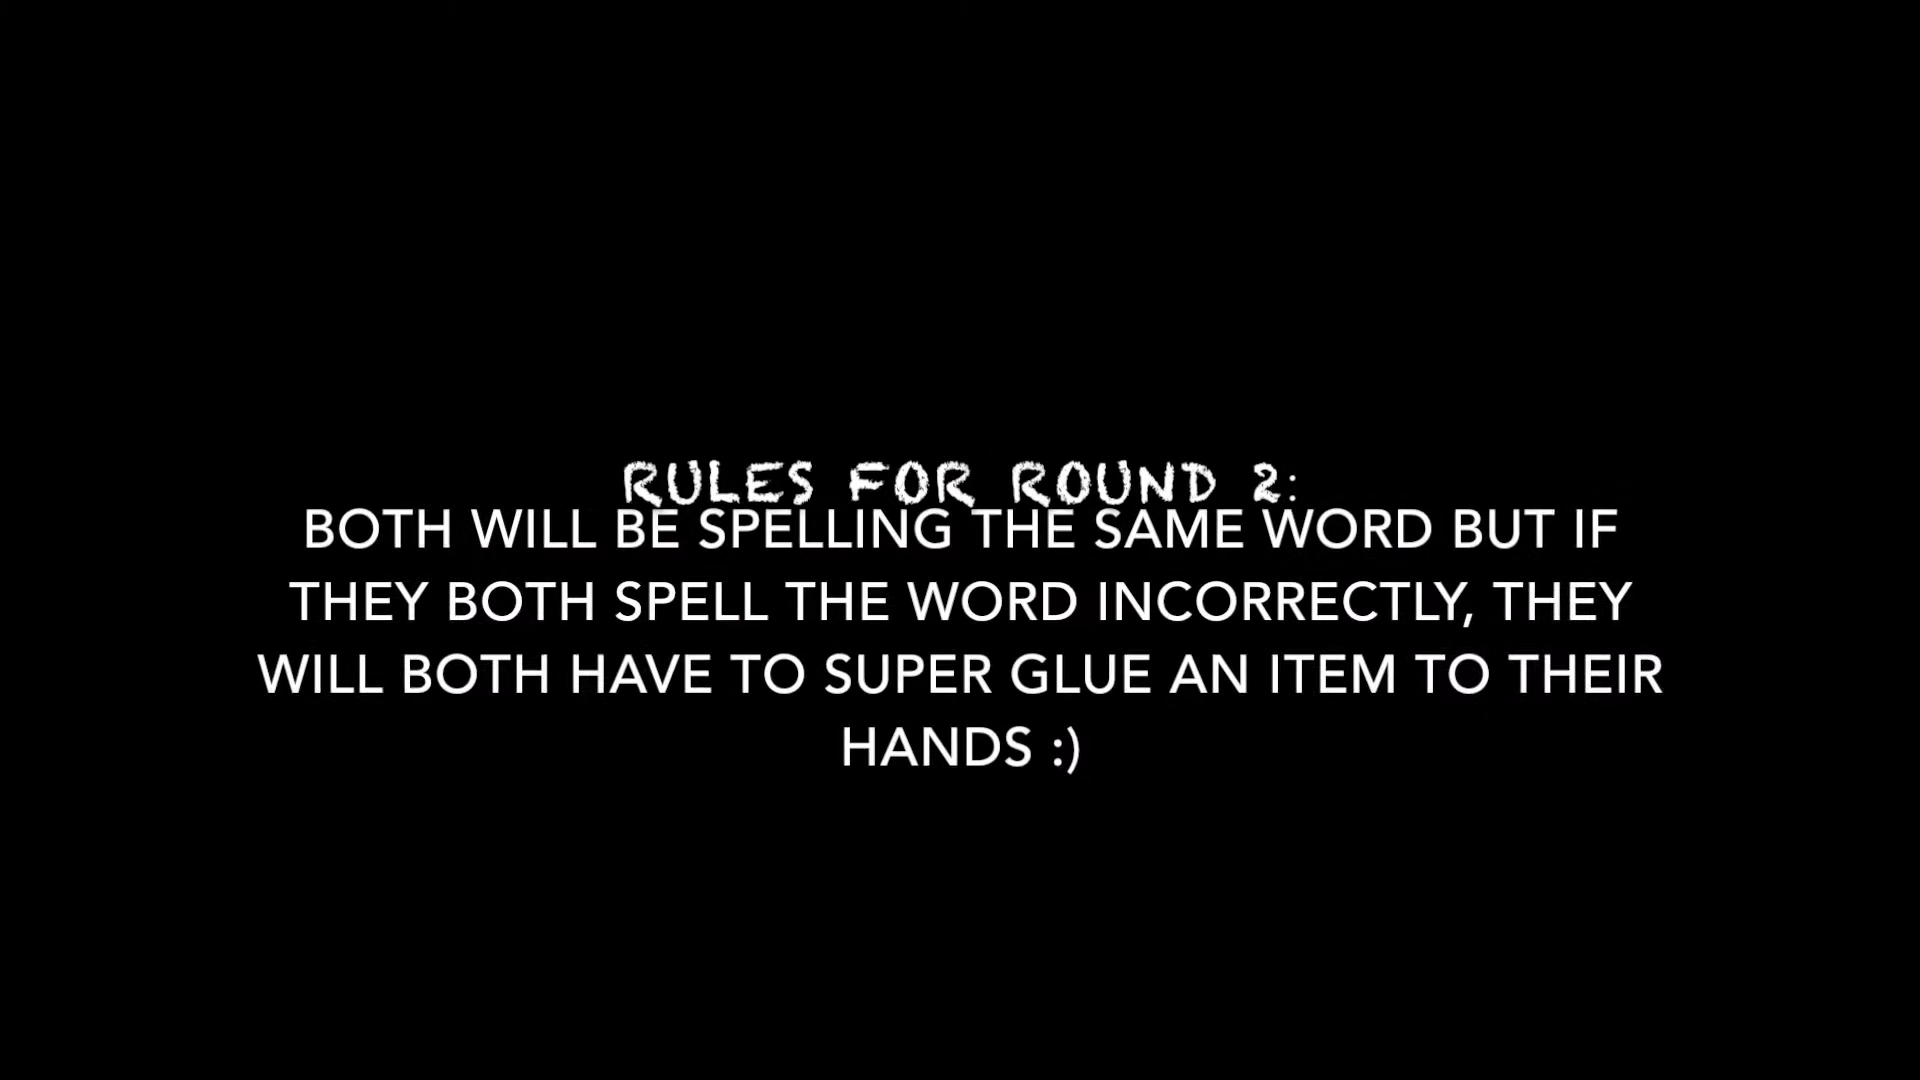 RULES FOR ROUND 2:
BOTH WILL BE SPELLING THE SAME WORD BUT IF
THEY BOTH SPELL THE WORD INCORRECTLY, THEY
WILL BOTH HAVE TO SUPER GLUE AN ITEM TO THEIR
HANDS :)